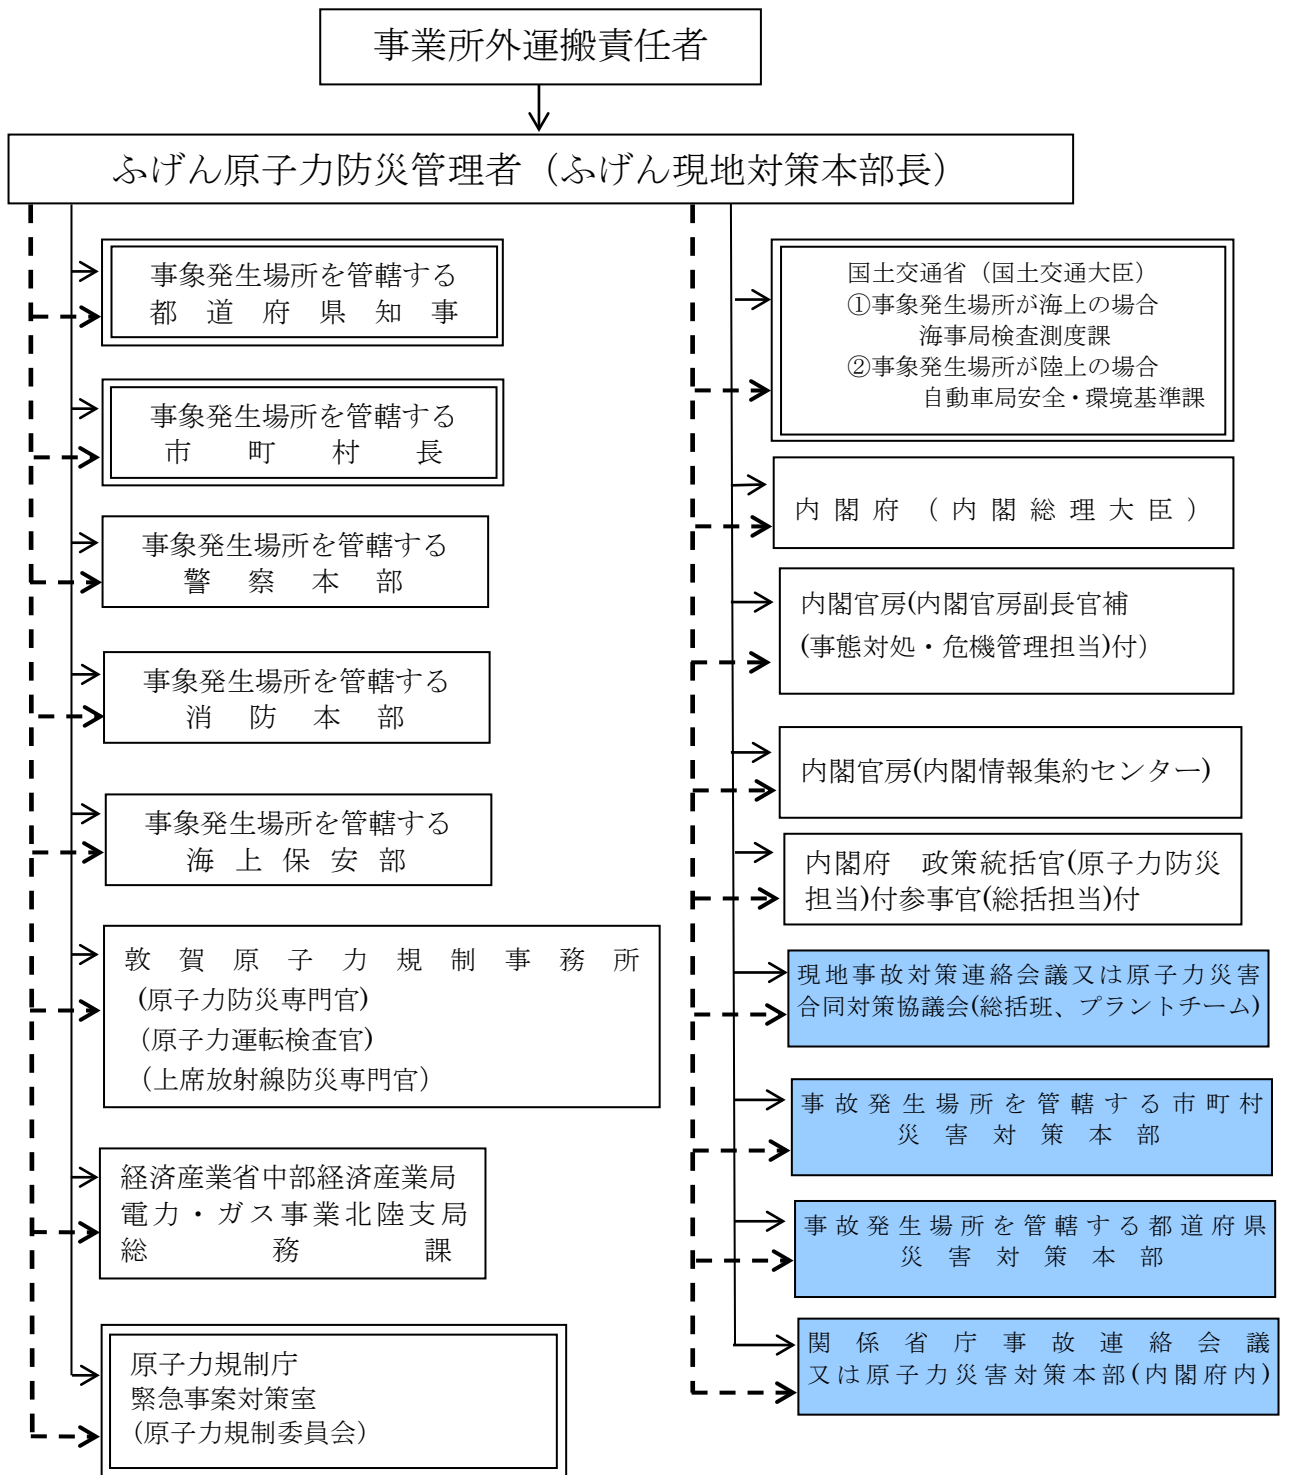 事業所外運搬責任者
ふげん原子力防災管理者（ふげん現地対策本部長）
事象発生場所を管轄する
都道府県知事
事象発生場所を管轄する
市町村長
事象発生場所を管轄する
警察本部
事象発生場所を管轄する
消防本部
事象発生場所を管轄する
海上保安部
敦賀原子力規制事務所
(原子力防災専門官)
(原子力運転検査官)
（上席放射線防災専門官）
経済産業省中部経済産業局
電力・ガス事業北陸支局
総務課
原子力規制庁
緊急事案対策室
(原子力規制委員会）
国土交通省（国土交通大臣）
①事象発生場所が海上の場合
海事局検査測度課
②事象発生場所が陸上の場合
自動車局安全・環境基準課
内閣府（内閣総理大臣）
内閣官房(内閣官房副長官補
(事態対処・危機管理担当)付）
内閣官房(内閣情報集約センター)
内閣府　政策統括官(原子力防災
担当)付参事官(総括担当)付
現地事故対策連絡会議又は原子力災害
合同対策協議会(総括班、プラントチーム)
事故発生場所を管轄する市町村
災害対策本部
事故発生場所を管轄する都道府県
災害対策本部
関係省庁事故連絡会議
又は原子力災害対策本部(内閣府内)